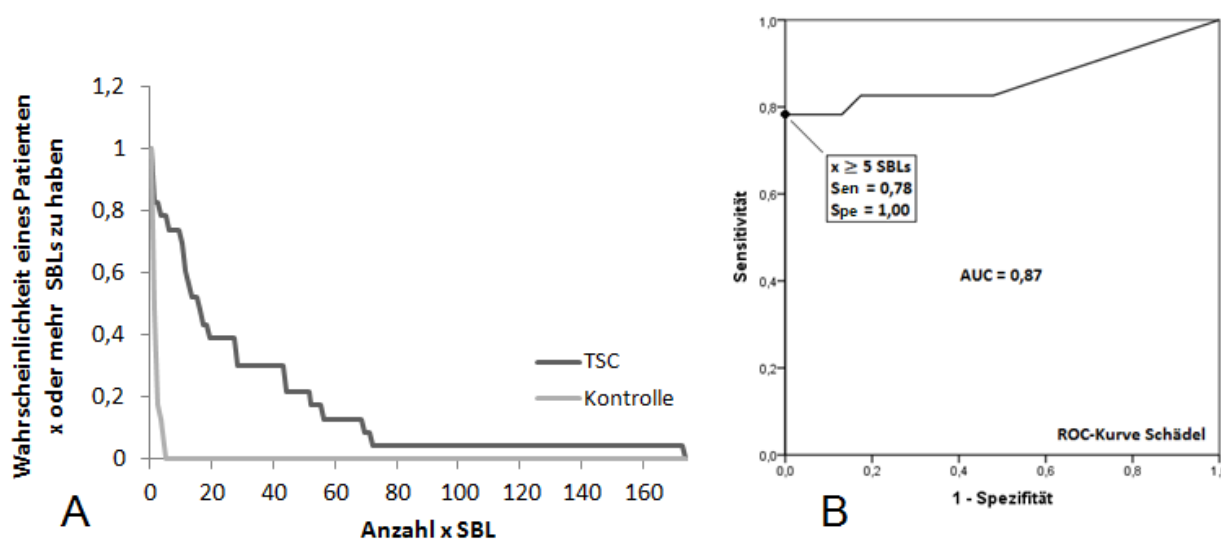 Wahrscheinlichkeit eines Patienten
x oder mehr SBLs zu haben
1,2
1
0,8
0,6
0,4
0,2
0
0
20
40
60
80
100
120
140
160
Anzahl x SBL
TSC
Kontrolle
A
Sensitivität
1,0
0,8
0,6
0,4
0,2
0,0
x ≥ 5 SBLs
Sen = 0,78
Spe = 1,00
AUC = 0,87
ROC-Kurve Schädel
0,0
0,2
0,4
0,6
0,8
1 - Spezifität
B